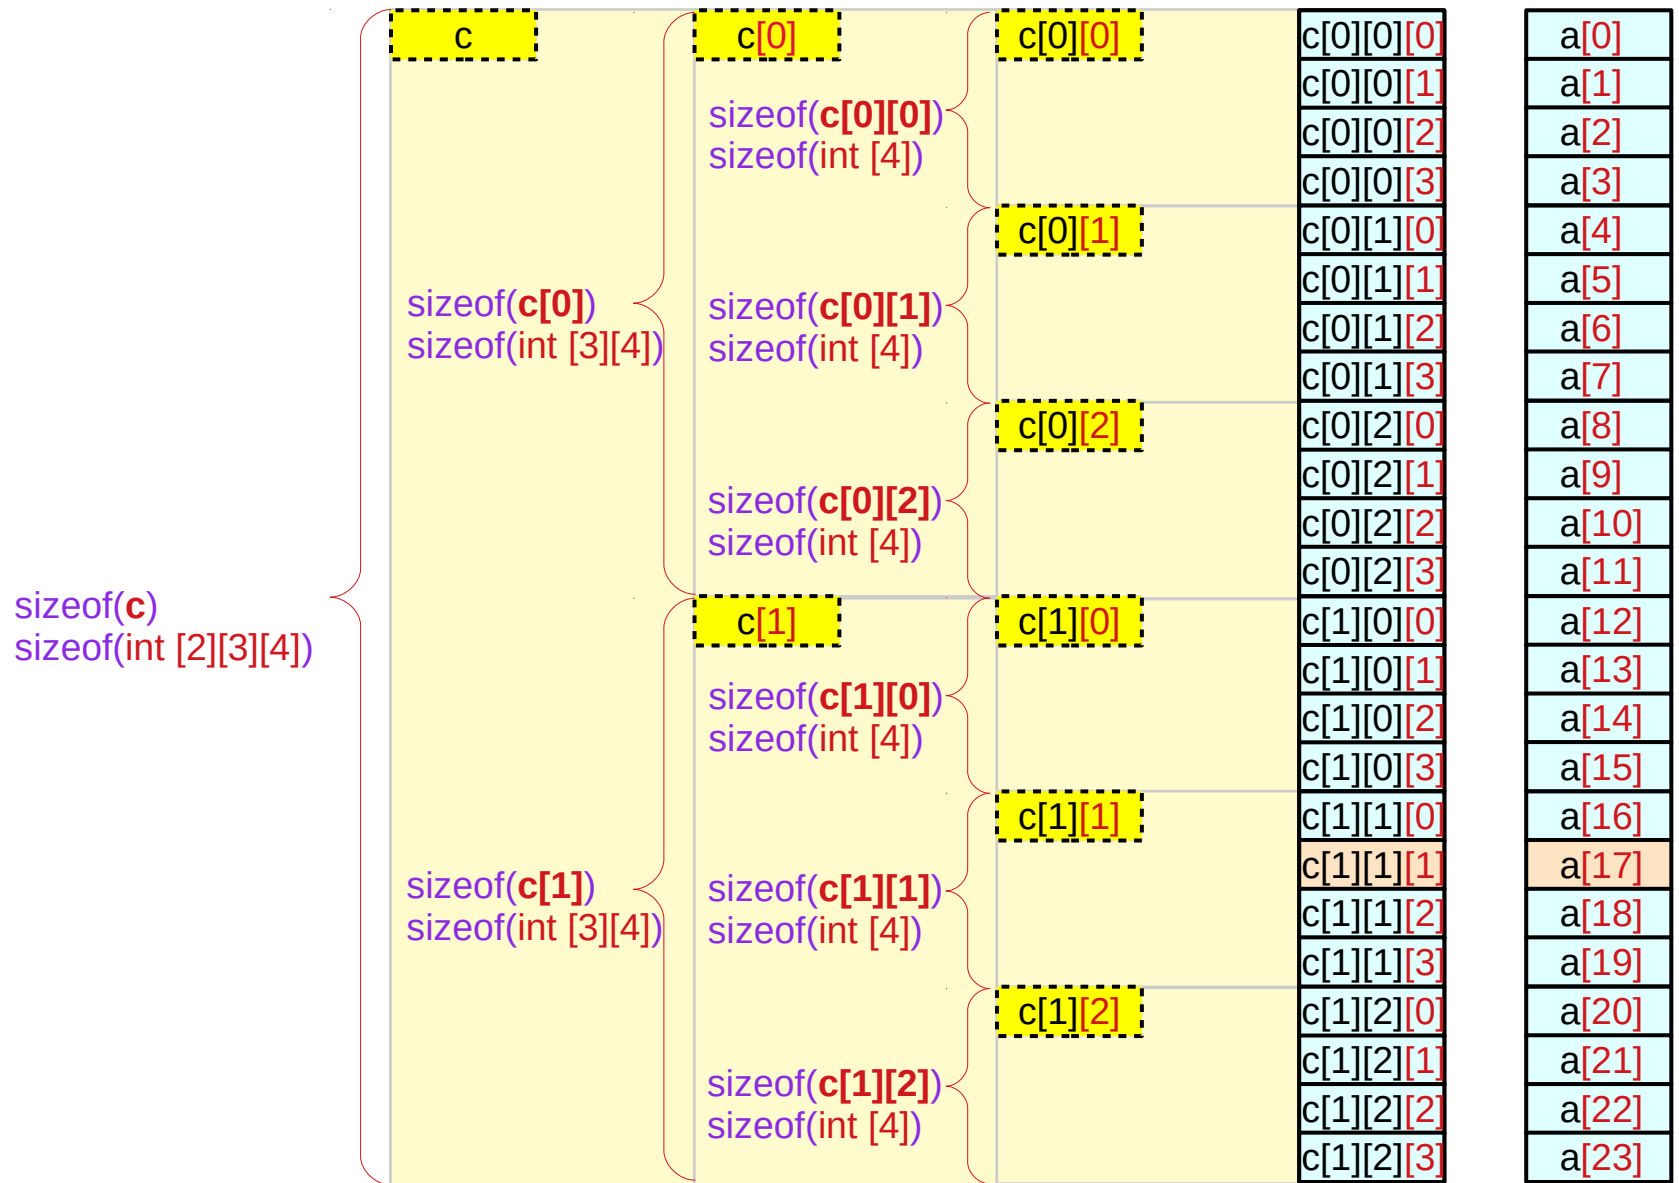 c c[0] c[0][0] c[0][0][0] a[0]
c[0][0][1] a[1]
sizeof(c[0][0])
c[0][0][2] a[2]
sizeof(int [4])
c[0][0][3] a[3]
c[0][1] c[0][1][0] a[4]
c[0][1][1] a[5]
sizeof(c[0]) sizeof(c[0][1])
c[0][1][2] a[6]
sizeof(int [3][4]) sizeof(int [4])
c[0][1][3] a[7]
c[0][2] c[0][2][0] a[8]
c[0][2][1] a[9]
sizeof(c[0][2])
c[0][2][2] a[10]
sizeof(int [4])
c[0][2][3] a[11]
sizeof(c)
c[1] c[1][0] c[1][0][0] a[12]
sizeof(int [2][3][4])
c[1][0][1] a[13]
sizeof(c[1][0])
c[1][0][2] a[14]
sizeof(int [4])
c[1][0][3] a[15]
c[1][1] c[1][1][0] a[16]
c[1][1][1] a[17]
sizeof(c[1]) sizeof(c[1][1])
c[1][1][2] a[18]
sizeof(int [3][4]) sizeof(int [4])
c[1][1][3] a[19]
c[1][2] c[1][2][0] a[20]
c[1][2][1] a[21]
sizeof(c[1][2])
c[1][2][2] a[22]
sizeof(int [4])
c[1][2][3] a[23]